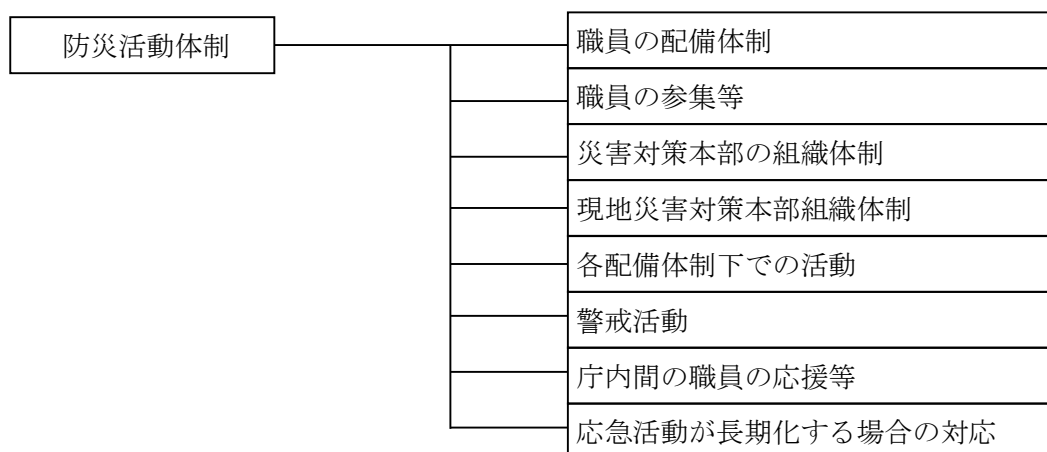 防災活動体制
職員の配備体制
職員の参集等
災害対策本部の組織体制
現地災害対策本部組織体制
各配備体制下での活動
警戒活動
庁内間の職員の応援等
応急活動が長期化する場合の対応